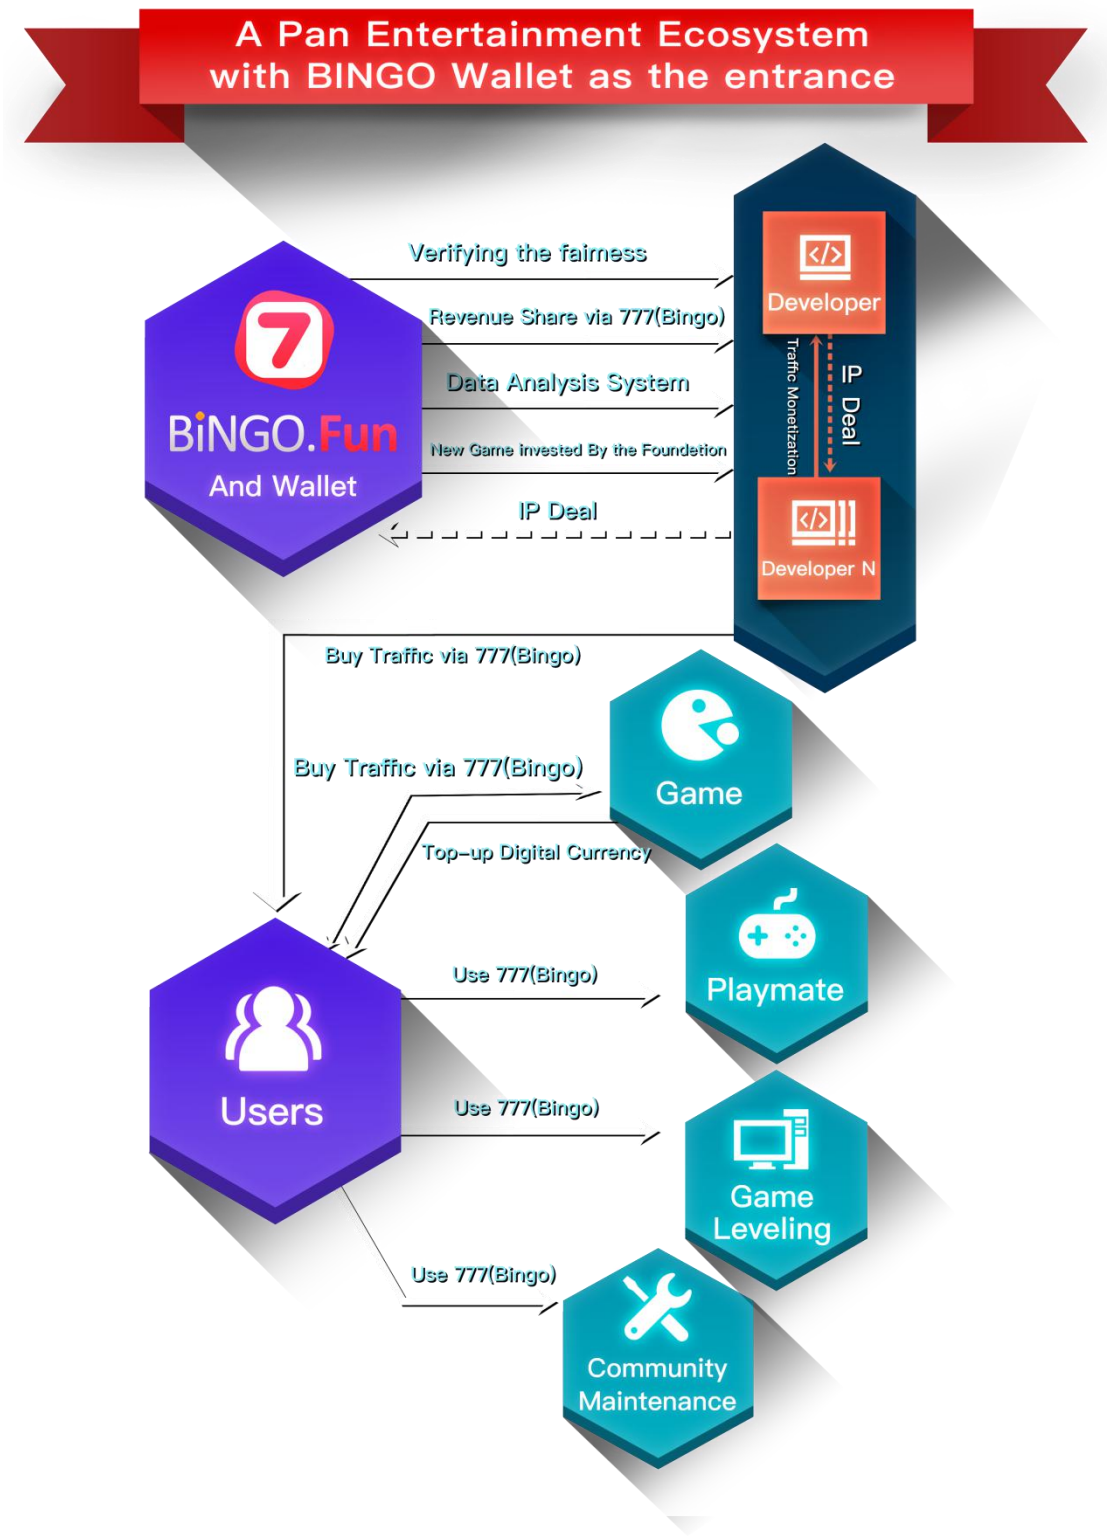 A Pan Entertainment Ecosystem
with BINGO Wallet as the entrance
Verifying the fairness
Revenue Share via 777(Bingo)
Data Analysis System
New Game invested By the Foundetion
IP Deal
7
BiNGO.Fun
And Wallet
Developer
Traffic Monetization
IP Deal
Developer N
Buy Traffic via 777(Bingo)
Buy Traffic via 777(Bingo)
Top-up Digital Currency
Game
Use 777(Bingo)
Playmate
Users
Use 777(Bingo)
Game
Leveling
Use 777(Bingo)
Community
Maintenance